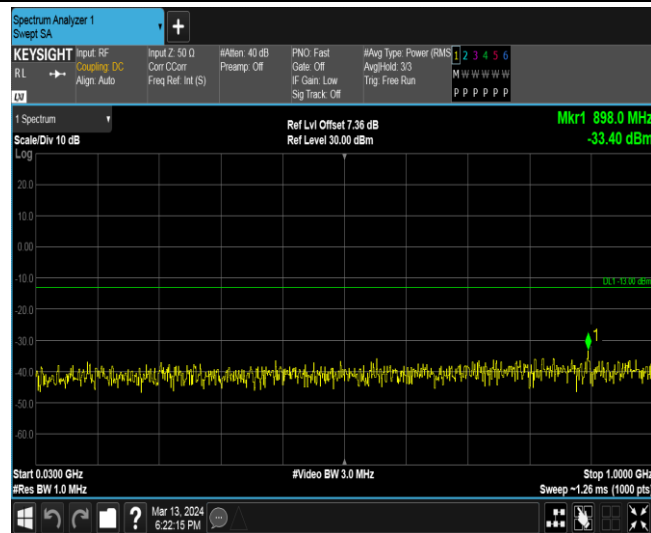 Spectrum Analyzer 1
Swept SA
+
KEYSIGHT Input: RF
RL Coupling: DC
Align: Auto
LXI
Input Z: 50 Ω
Corr CCorr
Freq Ref: Int (S)
#Atten: 40 dB
Preamp: Off
PNO: Fast
Gate: Off
IF Gain: Low
Sig Track: Off
#Avg Type: Power (RMS
Avg|Hold: 3/3
Trig: Free Run
1 2 3 4 5 6
M W W W W W
P P P P P P
1 Spectrum
Scale/Div 10 dB
Log
Ref Lvl Offset 7.36 dB
Ref Level 30.00 dBm
Mkr1 898.0 MHz
-33.40 dBm
20.0
10.0
0.00
-10.0
DL1 -13.00 dBm
-20.0
-30.0
1
-40.0
-50.0
-60.0
Start 0.0300 GHz
#Res BW 1.0 MHz
#Video BW 3.0 MHz
Stop 1.0000 GHz
Sweep ~1.26 ms (1000 pts)
?
Mar 13, 2024
6:22:15 PM